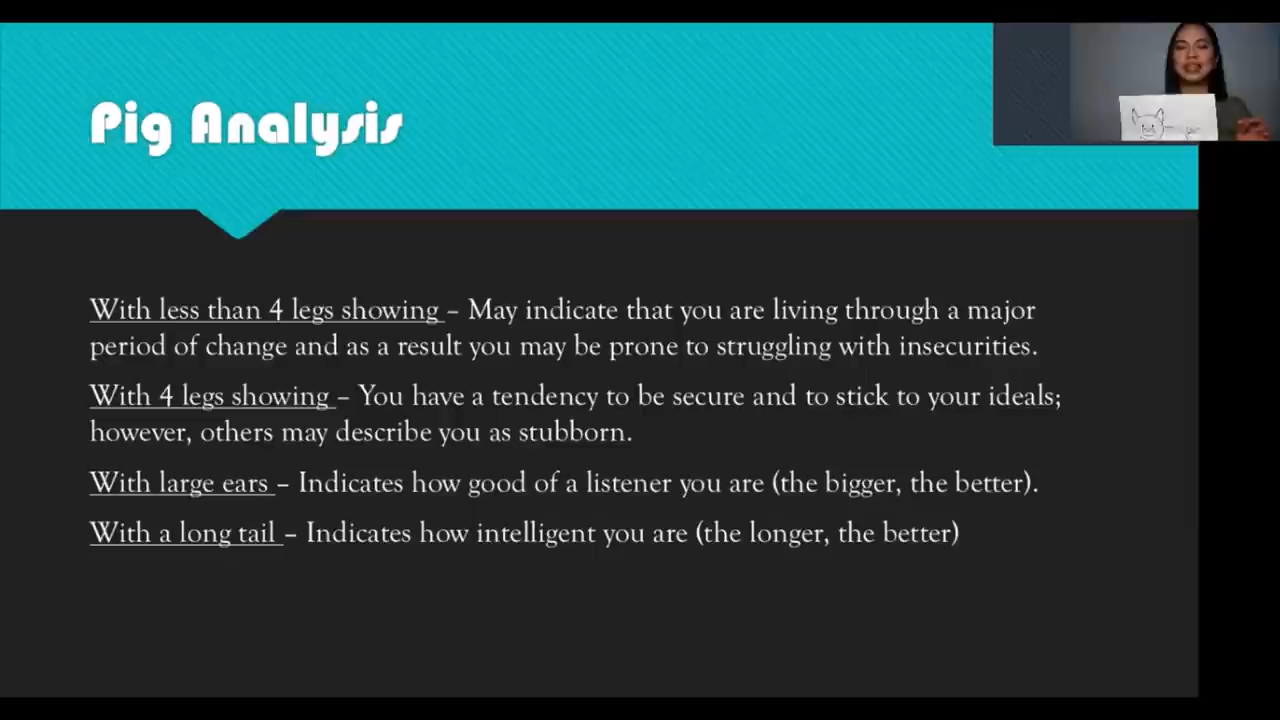 Pig Analysis
With less than 4 legs showing – May indicate that you are living through a major
period of change and as a result you may be prone to struggling with insecurities.
With 4 legs showing – You have a tendency to be secure and to stick to your ideals;
however, others may describe you as stubborn.
With large ears – Indicates how good of a listener you are (the bigger, the better).
With a long tail – Indicates how intelligent you are (the longer, the better)